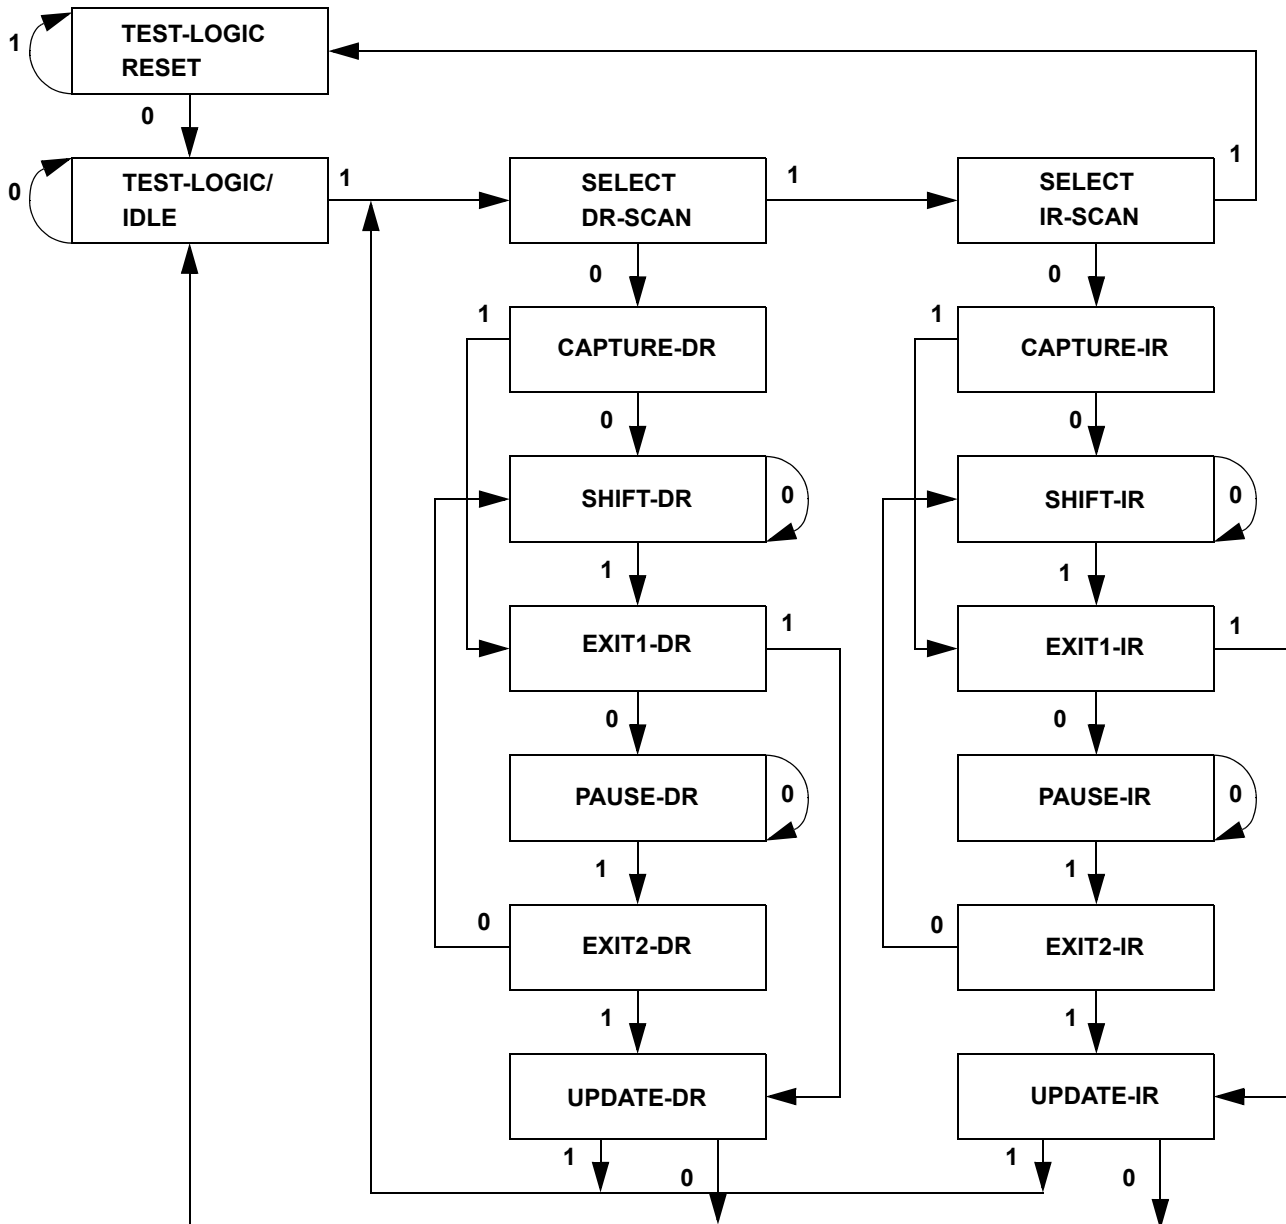 TEST-LOGIC
RESET
1
0
1
TEST-LOGIC/
IDLE
0
1
SELECT
DR-SCAN
1
SELECT
IR-SCAN
0
0
1
CAPTURE-DR
1
CAPTURE-IR
0
0
SHIFT-DR
0
SHIFT-IR
0
1
1
EXIT1-DR
1
EXIT1-IR
1
0
0
PAUSE-DR
0
PAUSE-IR
0
1
1
0
EXIT2-DR
0
EXIT2-IR
1
1
UPDATE-DR
UPDATE-IR
1
0
1
0